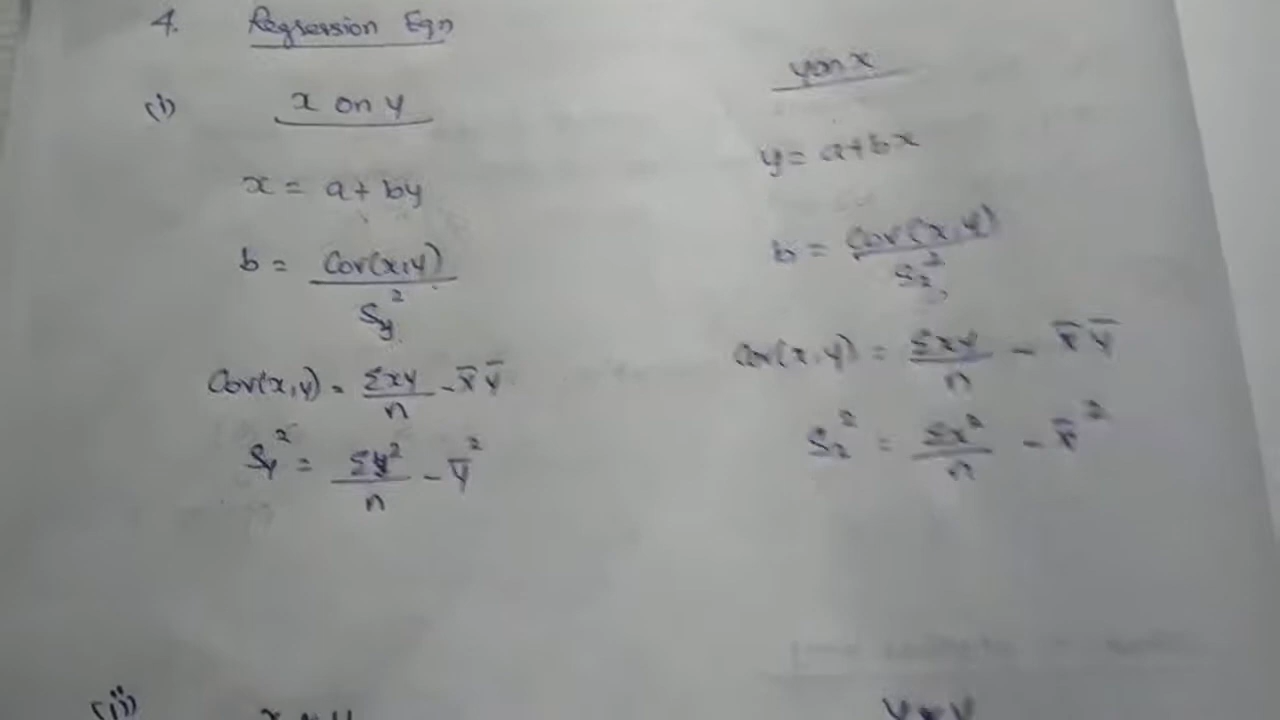 4. Regression Eqn
(i) x on y
x = a + by
b = Cov(x,y) / Sy²
Cov(x,y) = Σxy / n - x̄ ȳ
Sy² = Σy² / n - ȳ²
y on x
y = a + bx
b = Cov(x,y) / Sx²
Cov(x,y) = Σxy / n - x̄ ȳ
Sx² = Σx² / n - x̄²
(ii) x on y